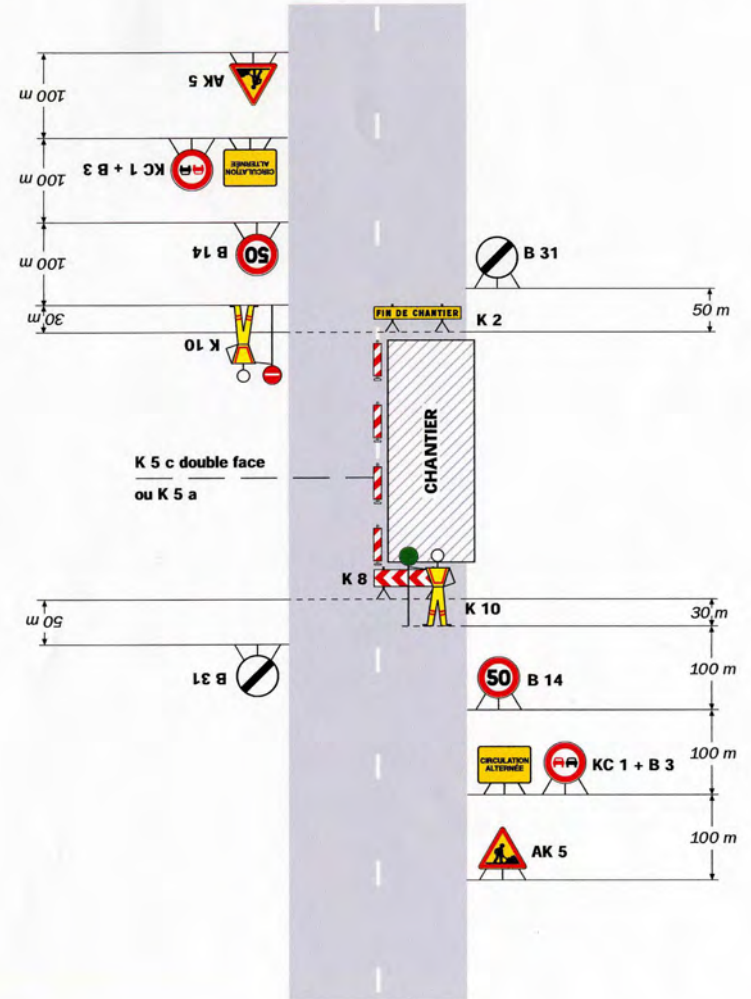 AK 5
100 m
KC 1 + B 3
CIRCULATION
ALTERNÉE
100 m
B 14
50
100 m
B 31
50 m
FIN DE CHANTIER
K 2
30 m
K 10
CHANTIER
K 5 c double face
ou K 5 a
K 8
K 10
30 m
50 m
B 31
50
B 14
100 m
CIRCULATION
ALTERNÉE
KC 1 + B 3
100 m
AK 5
100 m